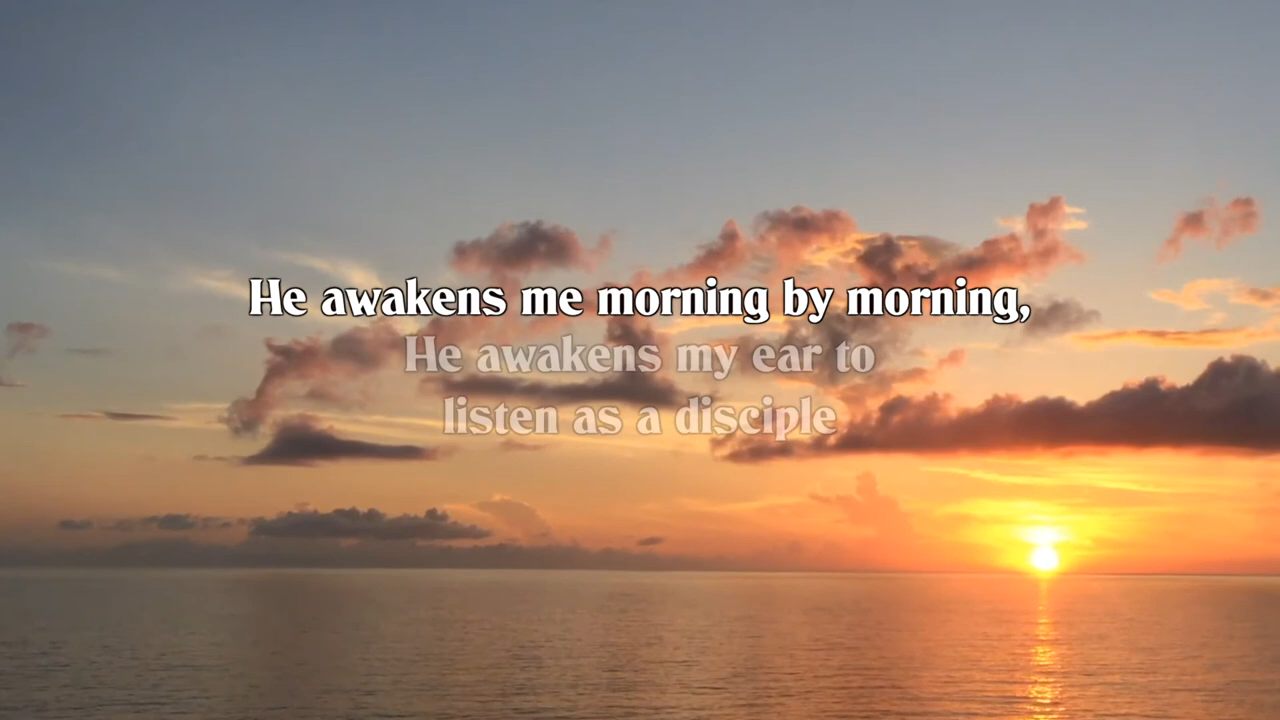 He awakens me morning by morning,
He awakens my ear to
listen as a disciple